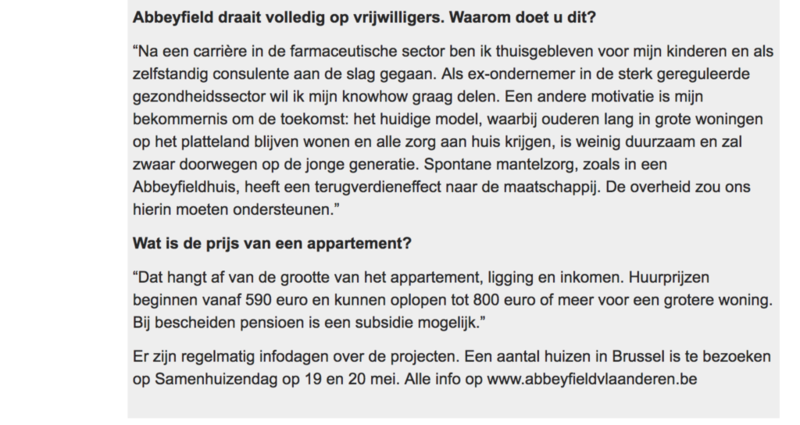 Abbeyfield draait volledig op vrijwilligers. Waarom doet u dit?
“Na een carrière in de farmaceutische sector ben ik thuisgebleven voor mijn kinderen en als
zelfstandig consulente aan de slag gegaan. Als ex-ondernemer in de sterk gereguleerde
gezondheidssector wil ik mijn knowhow graag delen. Een andere motivatie is mijn
bekommernis om de toekomst: het huidige model, waarbij ouderen lang in grote woningen
op het platteland blijven wonen en alle zorg aan huis krijgen, is weinig duurzaam en zal
zwaar doorwegen op de jonge generatie. Spontane mantelzorg, zoals in een
Abbeyfieldhuis, heeft een terugverdieneffect naar de maatschappij. De overheid zou ons
hierin moeten ondersteunen.”
Wat is de prijs van een appartement?
“Dat hangt af van de grootte van het appartement, ligging en inkomen. Huurprijzen
beginnen vanaf 590 euro en kunnen oplopen tot 800 euro of meer voor een grotere woning.
Bij bescheiden pensioen is een subsidie mogelijk.”
Er zijn regelmatig infodagen over de projecten. Een aantal huizen in Brussel is te bezoeken
op Samenhuizendag op 19 en 20 mei. Alle info op www.abbeyfieldvlaanderen.be